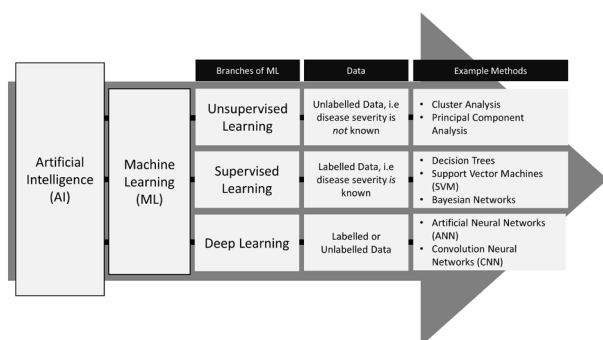 Branches of ML
Data
Example Methods
Artificial
Intelligence
(AI)
Machine
Learning
(ML)
Unsupervised
Learning
Unlabelled Data, i.e
disease severity is
not known
• Cluster Analysis
• Principal Component
Analysis
Supervised
Learning
Labelled Data, i.e
disease severity is
known
• Decision Trees
• Support Vector Machines
(SVM)
• Bayesian Networks
Deep Learning
Labelled or
Unlabelled Data
• Artificial Neural Networks
(ANN)
• Convolution Neural
Networks (CNN)